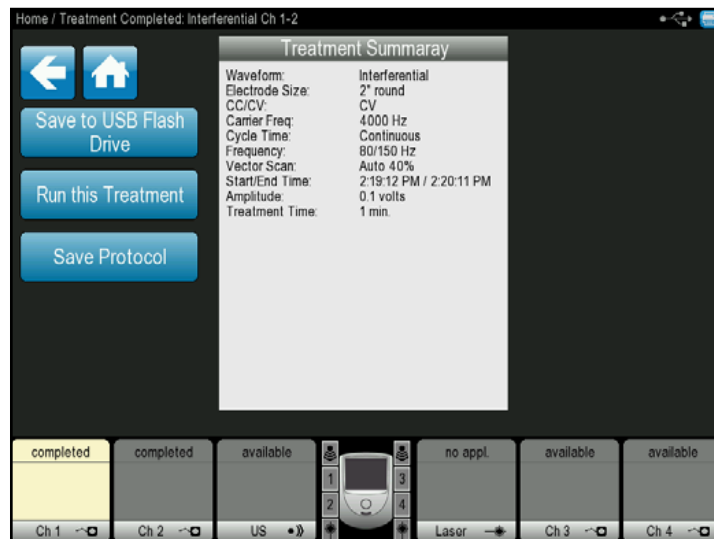 Home / Treatment Completed: Interferential Ch 1-2
Treatment Summaray
Save to USB Flash
Drive
Run this Treatment
Save Protocol
Waveform: Interferential
Electrode Size: 2" round
CC/CV: CV
Carrier Freq: 4000 Hz
Cycle Time: Continuous
Frequency: 80/150 Hz
Vector Scan: Auto 40%
Start/End Time: 2:19:12 PM / 2:20:11 PM
Amplitude: 0.1 volts
Treatment Time: 1 min.
completed completed available no appl. available available
1 3
2 4
Ch 1 Ch 2 US Laser Ch 3 Ch 4